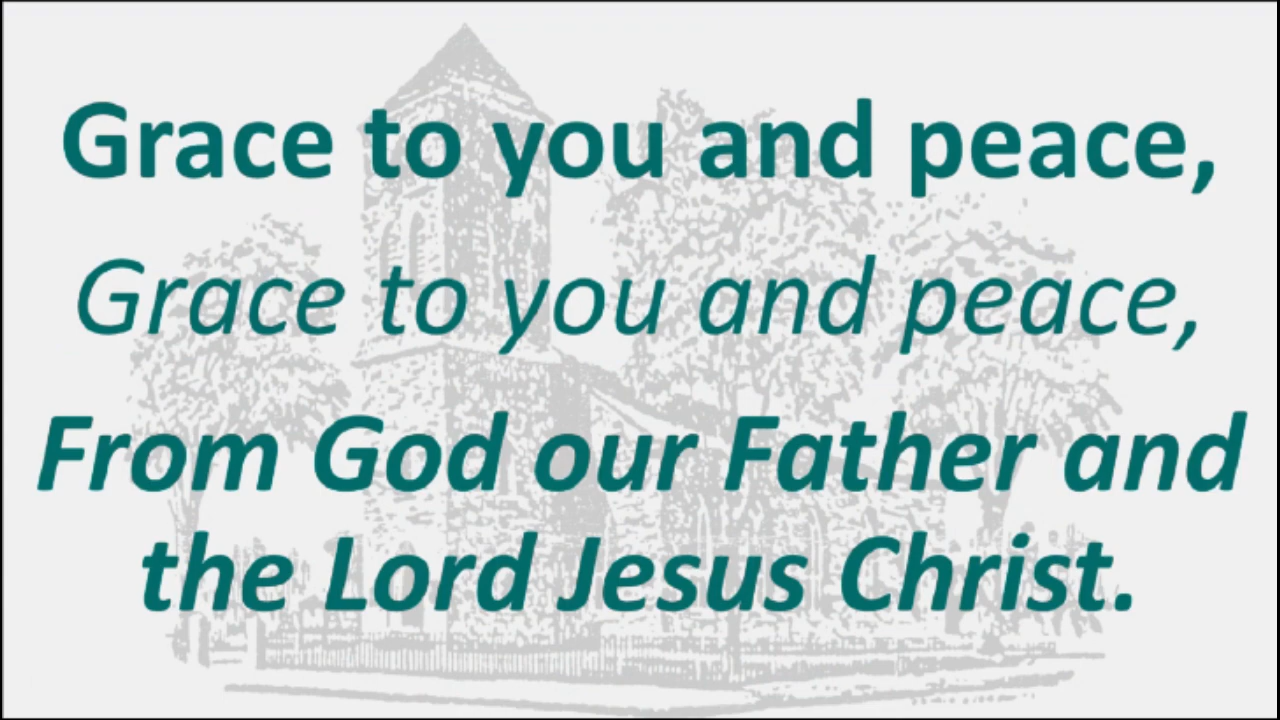 Grace to you and peace,
Grace to you and peace,
From God our Father and
the Lord Jesus Christ.